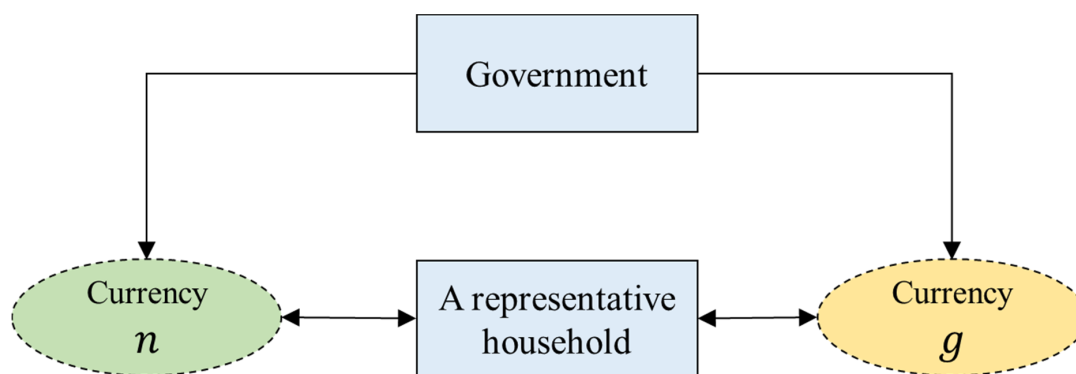 Government
Currency
n
A representative
household
Currency
g